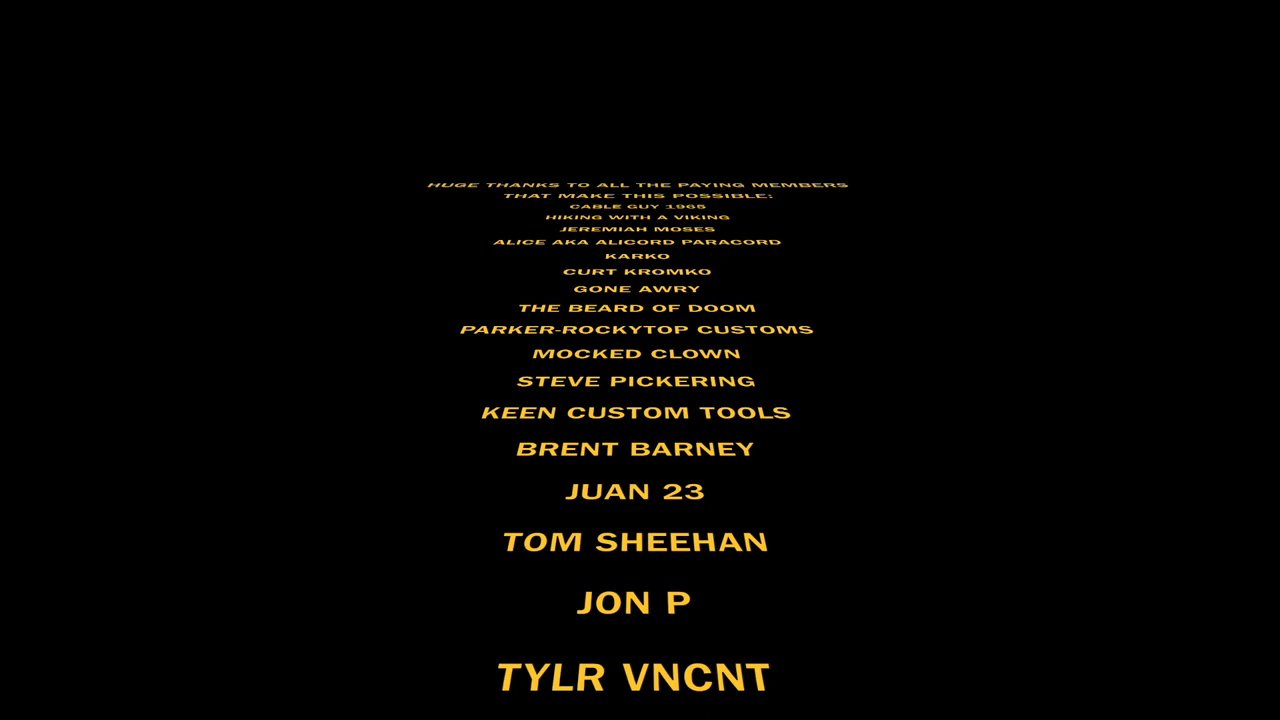 HUGE THANKS TO ALL THE PAYING MEMBERS
THAT MAKE THIS POSSIBLE:
CABLE GUY 1965
HIKING WITH A VIKING
JEREMIAH MOSES
ALICE AKA ALICORD PARACORD
KARKO
CURT KROMKO
GONE AWRY
THE BEARD OF DOOM
PARKER-ROCKYTOP CUSTOMS
MOCKED CLOWN
STEVE PICKERING
KEEN CUSTOM TOOLS
BRENT BARNEY
JUAN 23
TOM SHEEHAN
JON P
TYLR VNCNT